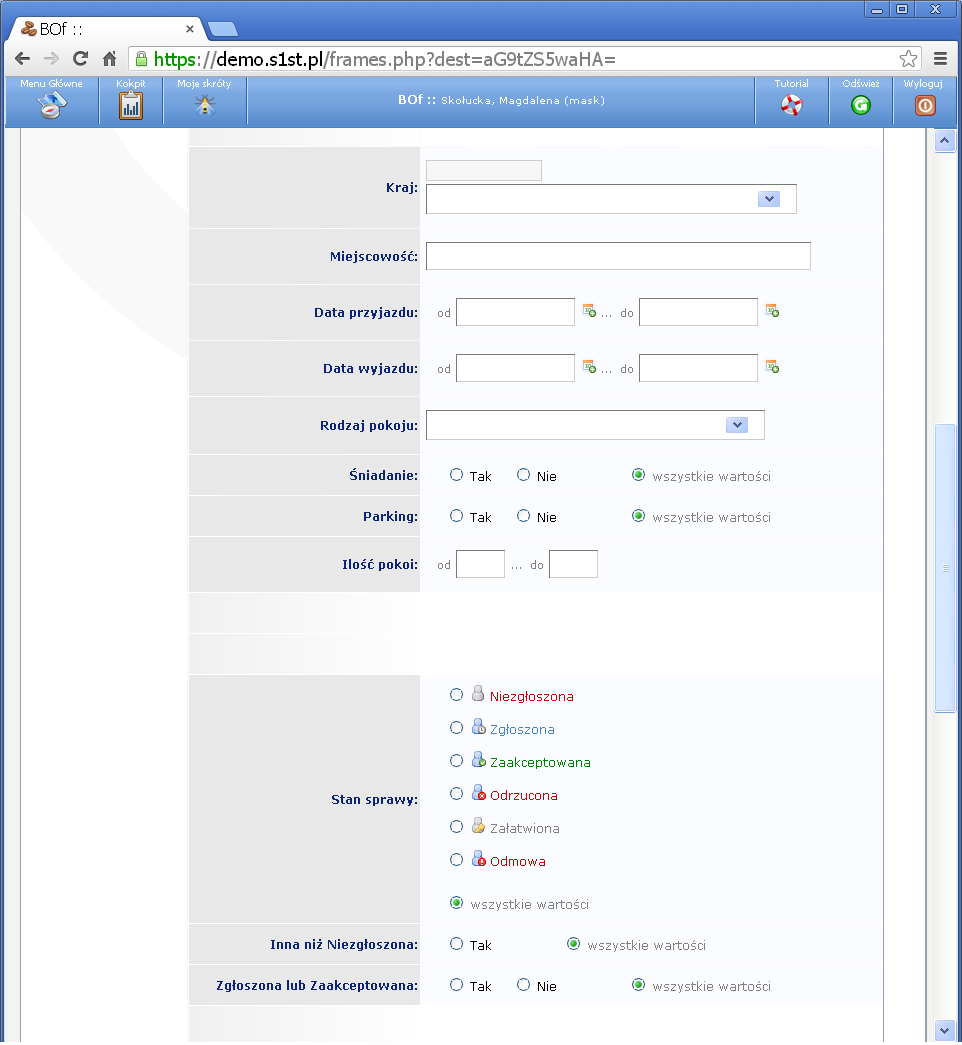 BOf ::
https://demo.s1st.pl/frames.php?dest=aG9tZS5waHA=
Menu Główne
Kokpit
Moje skróty
BOf :: Skołucka, Magdalena (mask)
Tutorial
Odśwież
Wyloguj
Kraj:
Miejscowość:
Data przyjazdu: od ... do
Data wyjazdu: od ... do
Rodzaj pokoju:
Śniadanie: Tak Nie wszystkie wartości
Parking: Tak Nie wszystkie wartości
Ilość pokoi: od ... do
Stan sprawy:
Niezgłoszona
Zgłoszona
Zaakceptowana
Odrzucona
Załatwiona
Odmowa
wszystkie wartości
Inna niż Niezgłoszona: Tak wszystkie wartości
Zgłoszona lub Zaakceptowana: Tak Nie wszystkie wartości